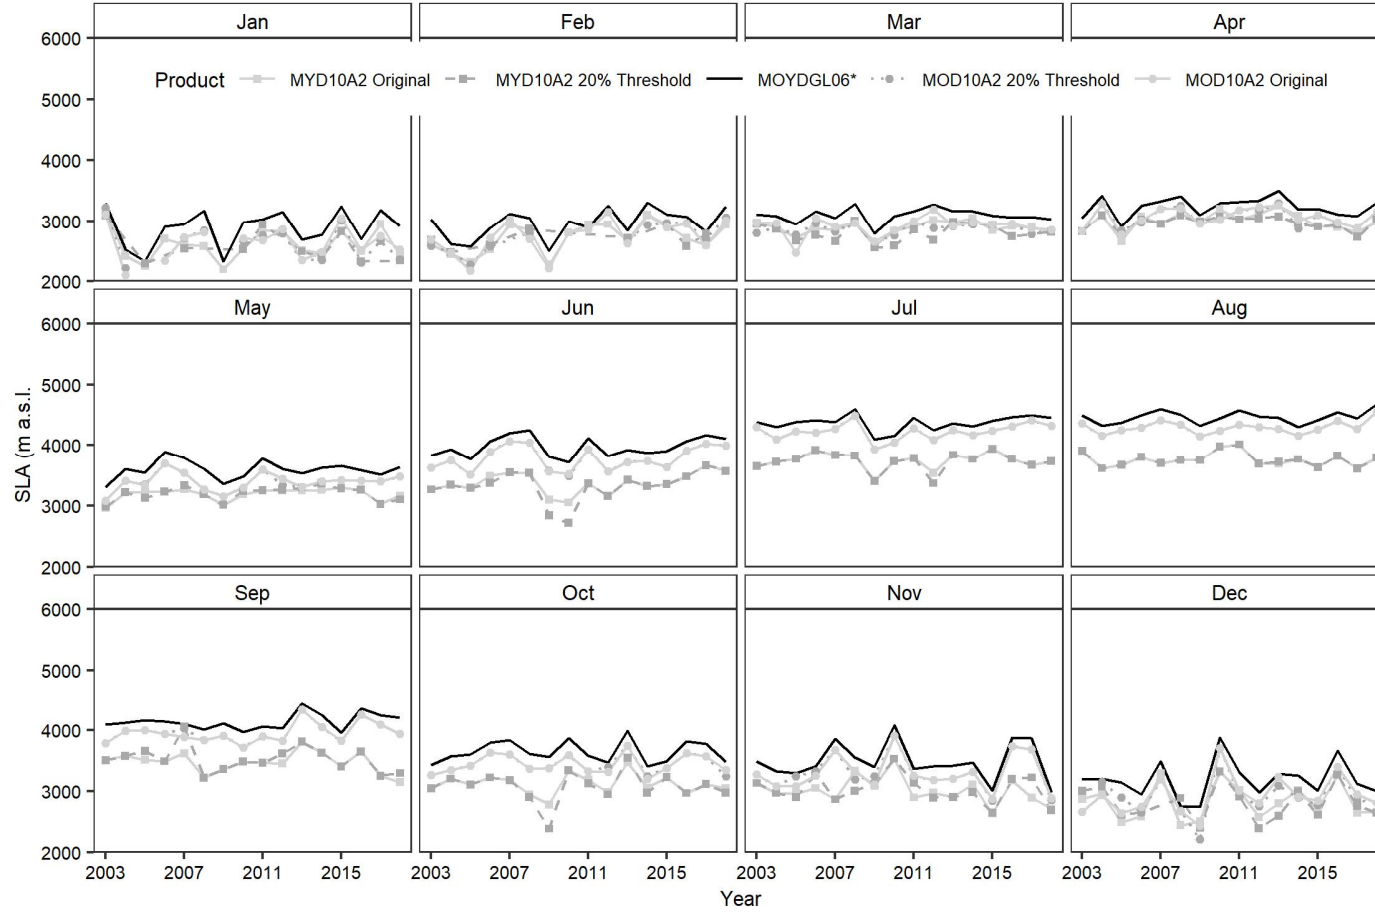 Jan Feb Mar Apr
6000
Product MYD10A2 Original MYD10A2 20% Threshold MOYDGL06* MOD10A2 20% Threshold MOD10A2 Original
5000
4000
3000
2000
May Jun Jul Aug
6000
5000
4000
3000
2000
SLA (m a.s.l.)
Sep Oct Nov Dec
6000
5000
4000
3000
2000
2003 2007 2011 2015 2003 2007 2011 2015 2003 2007 2011 2015 2003 2007 2011 2015
Year